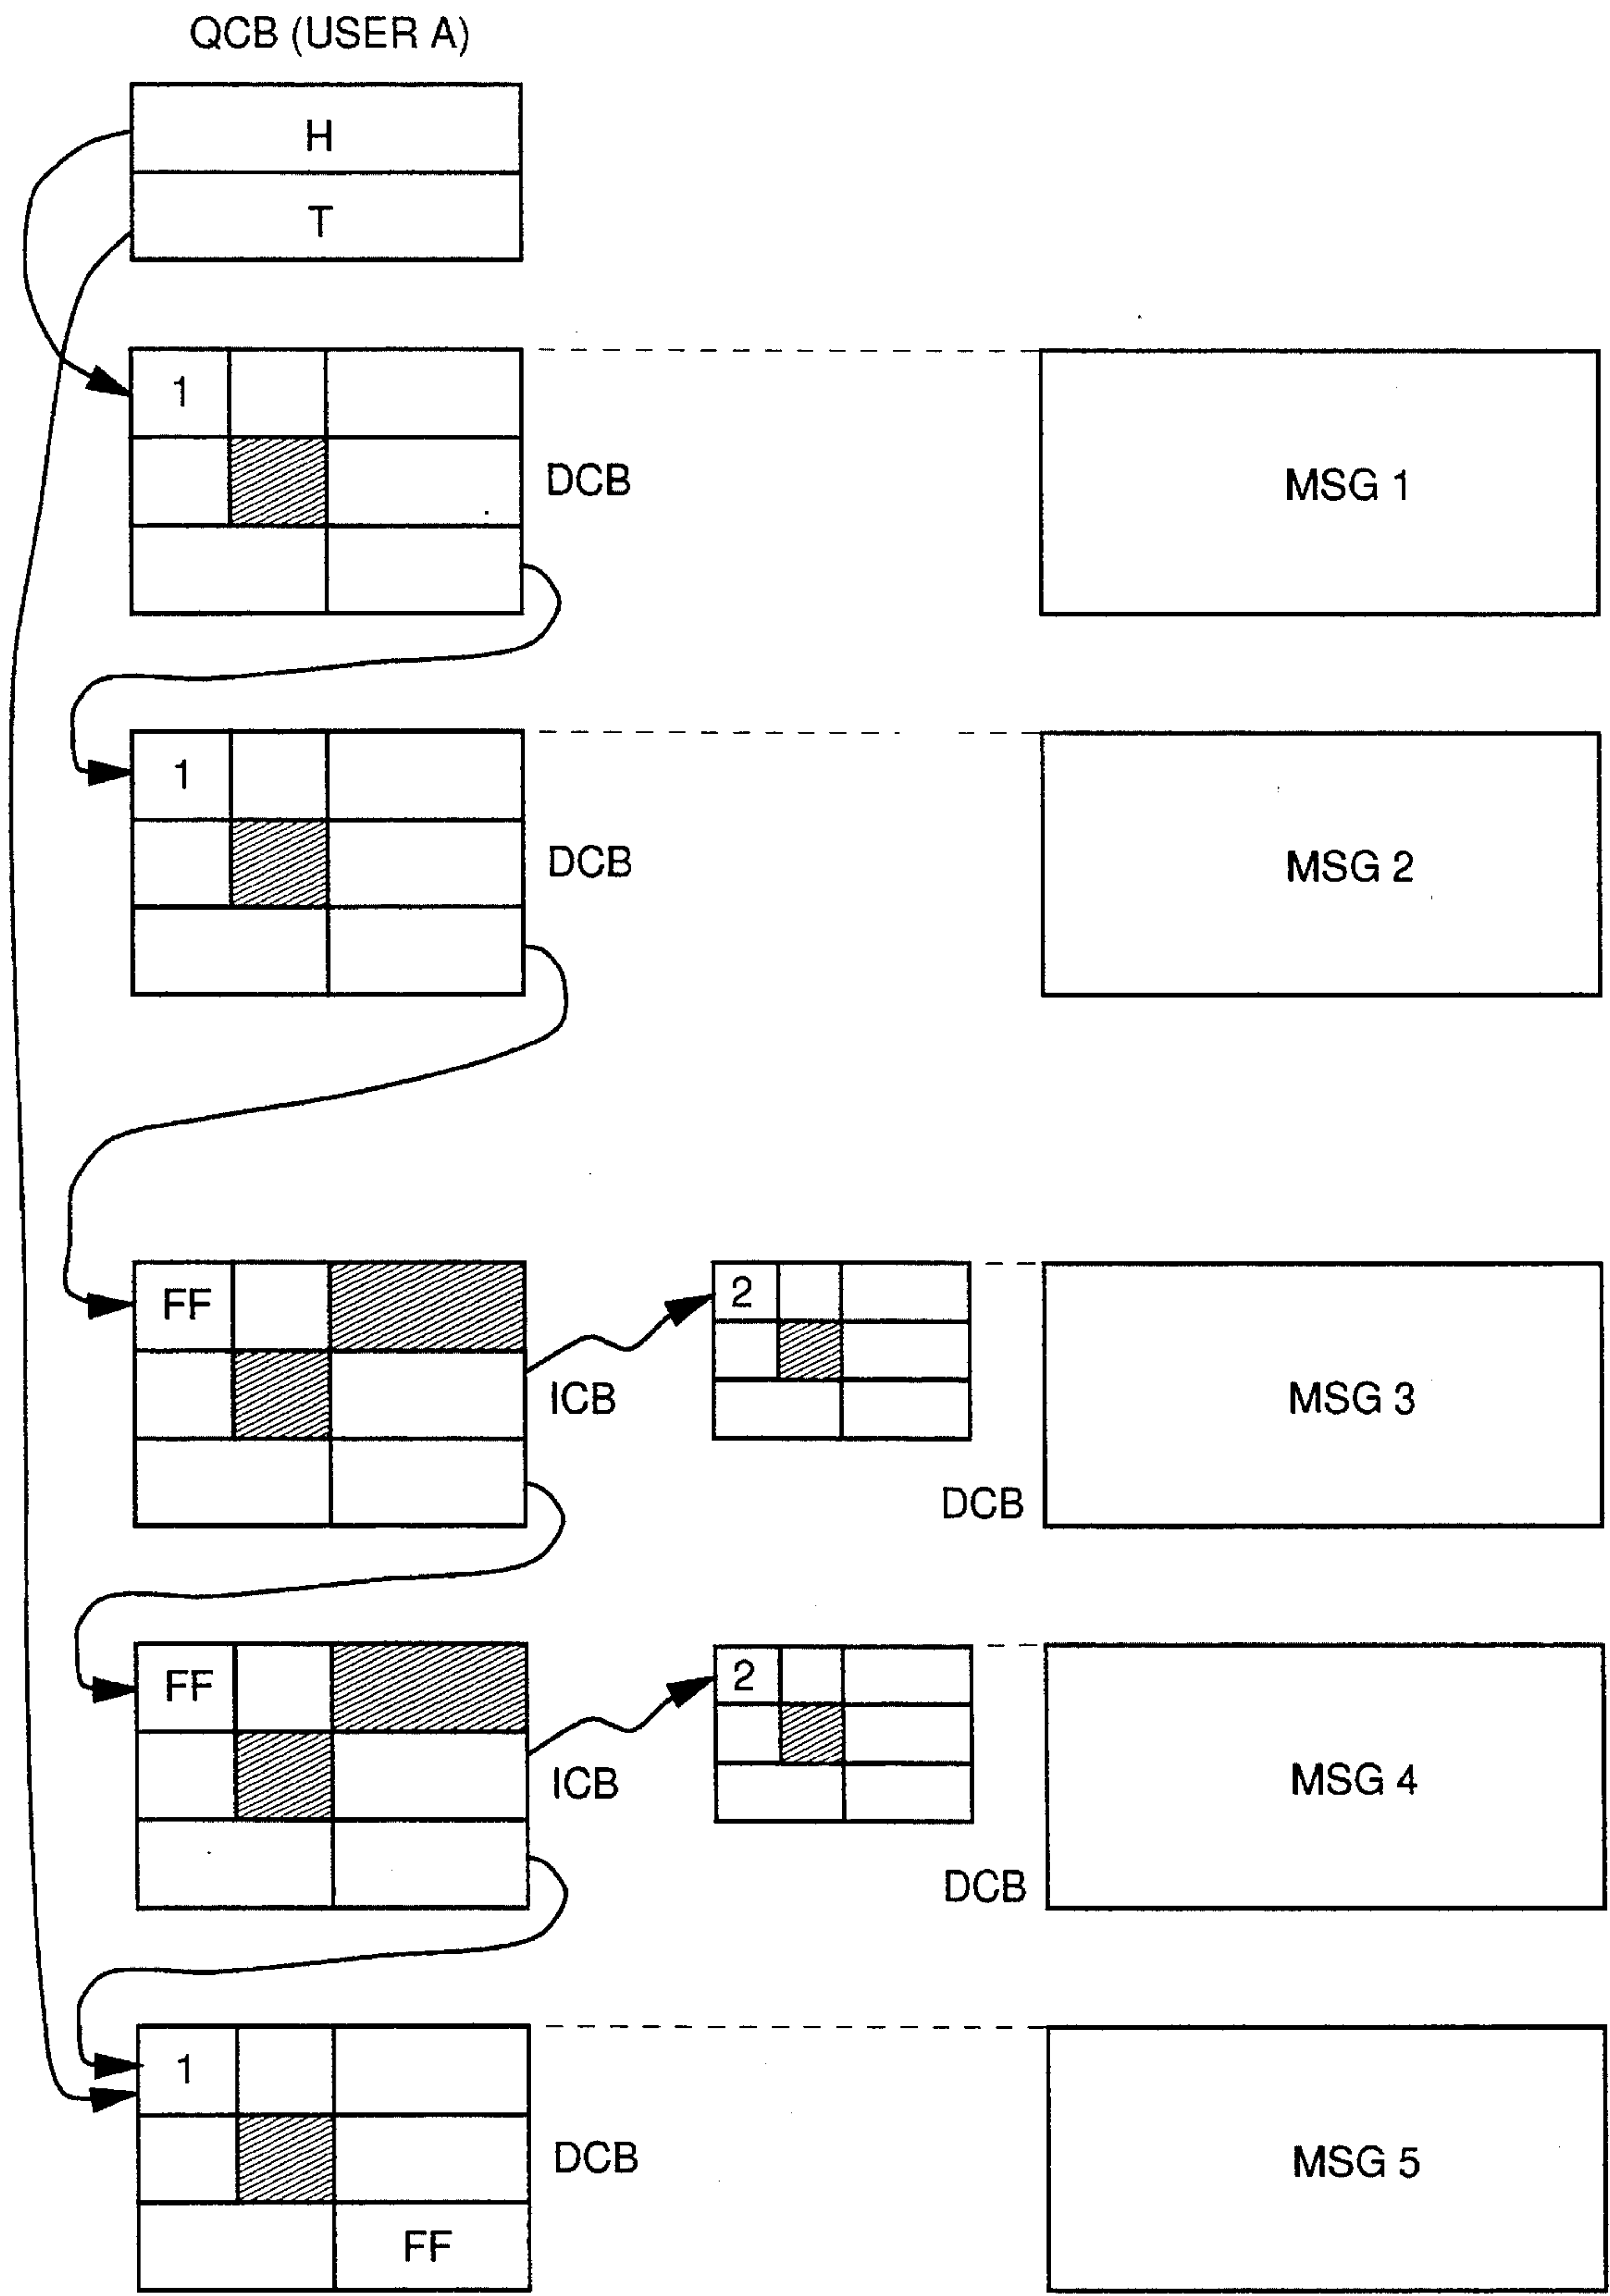 QCB (USER A)
H
T
1
DCB
MSG 1
1
DCB
MSG 2
FF
ICB
2
DCB
MSG 3
FF
ICB
2
DCB
MSG 4
1
DCB
FF
MSG 5